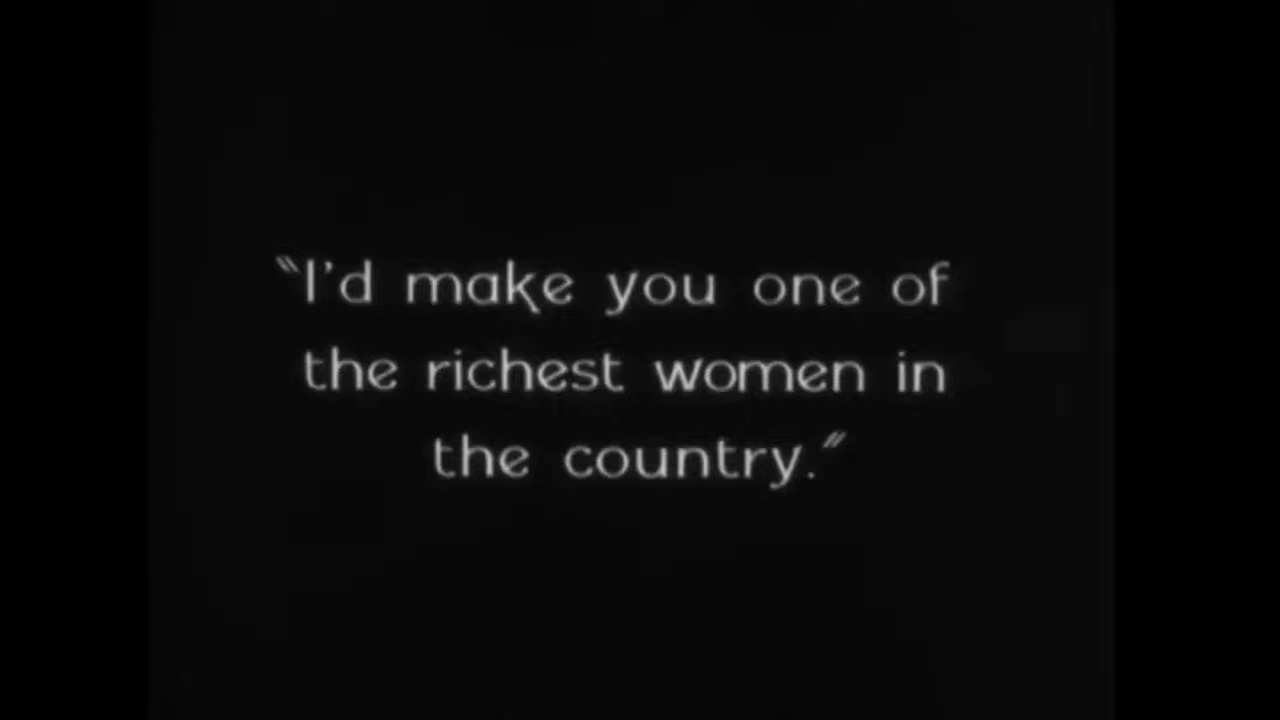 "I'd make you one of
the richest women in
the country."